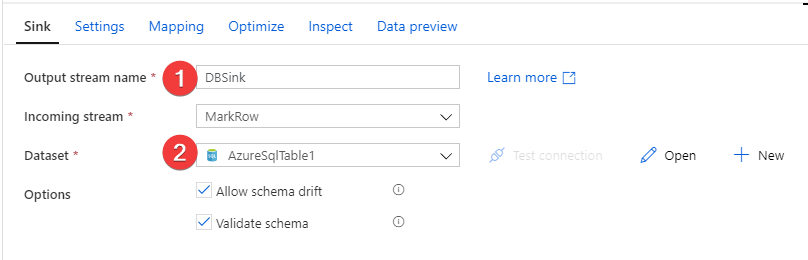 Sink Settings Mapping Optimize Inspect Data preview
Output stream name * 1 DBSink Learn more
Incoming stream * MarkRow
Dataset * 2 AzureSqlTable1 Test connection Open New
Options Allow schema drift
Validate schema